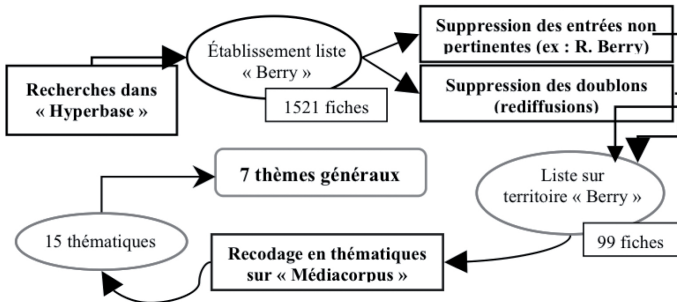 Recherches dans
« Hyperbase »
Établissement liste
« Berry »
1521 fiches
Suppression des entrées non
pertinentes (ex : R. Berry)
Suppression des doublons
(rediffusions)
Liste sur
territoire « Berry »
99 fiches
Recodage en thématiques
sur « Médiacorpus »
15 thématiques
7 thèmes généraux